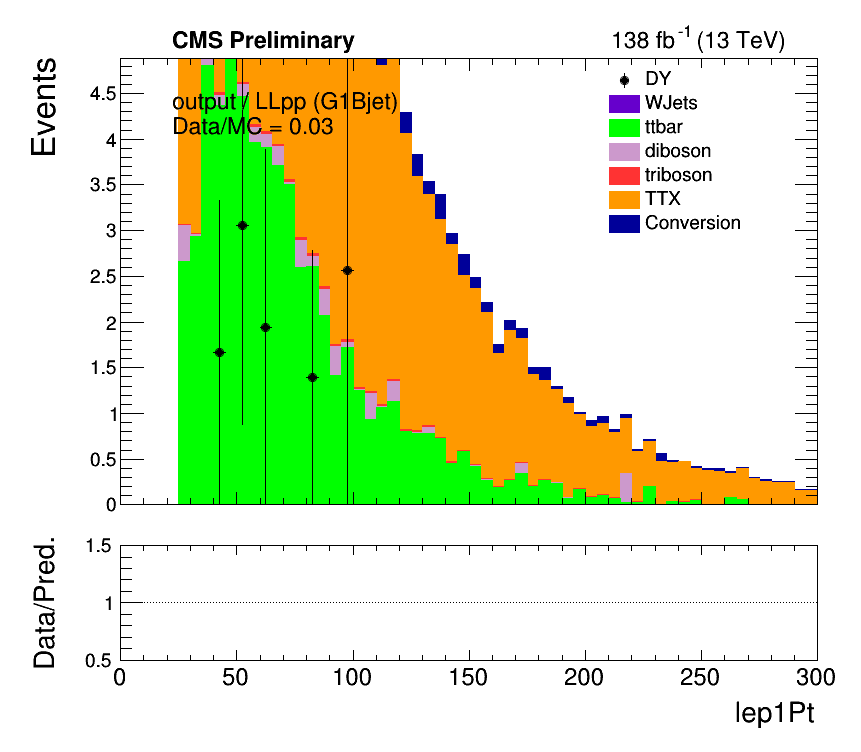 CMS Preliminary
138 fb-1 (13 TeV)
Events
output / LLpp (G1Bjet)
Data/MC = 0.03
DY
WJets
ttbar
diboson
triboson
TTX
Conversion
4.5
4
3.5
3
2.5
2
1.5
1
0.5
0
Data/Pred.
1.5
1
0.5
0 50 100 150 200 250 300
lep1Pt